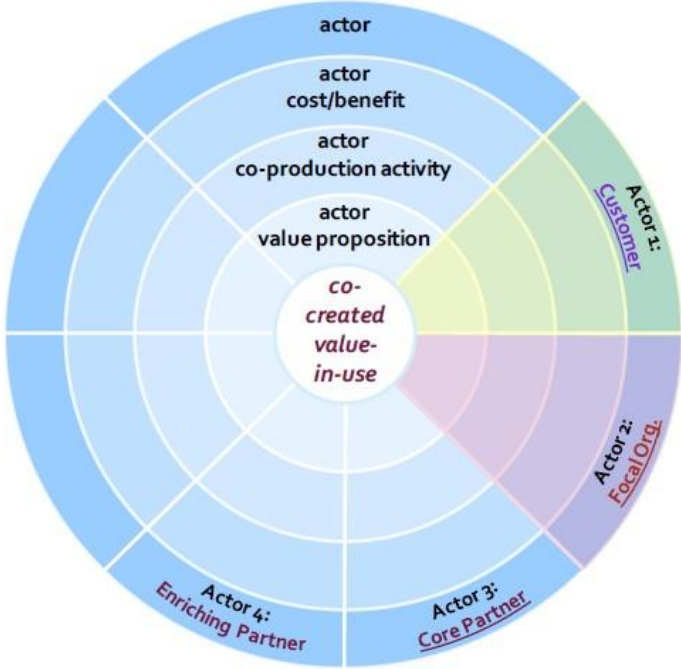 actor
actor
cost/benefit
actor
co-production activity
actor
value proposition
co-
created
value-
in-use
Actor 1:
Customer
Actor 2:
Focal Org.
Actor 3:
Core Partner
Actor 4:
Enriching Partner